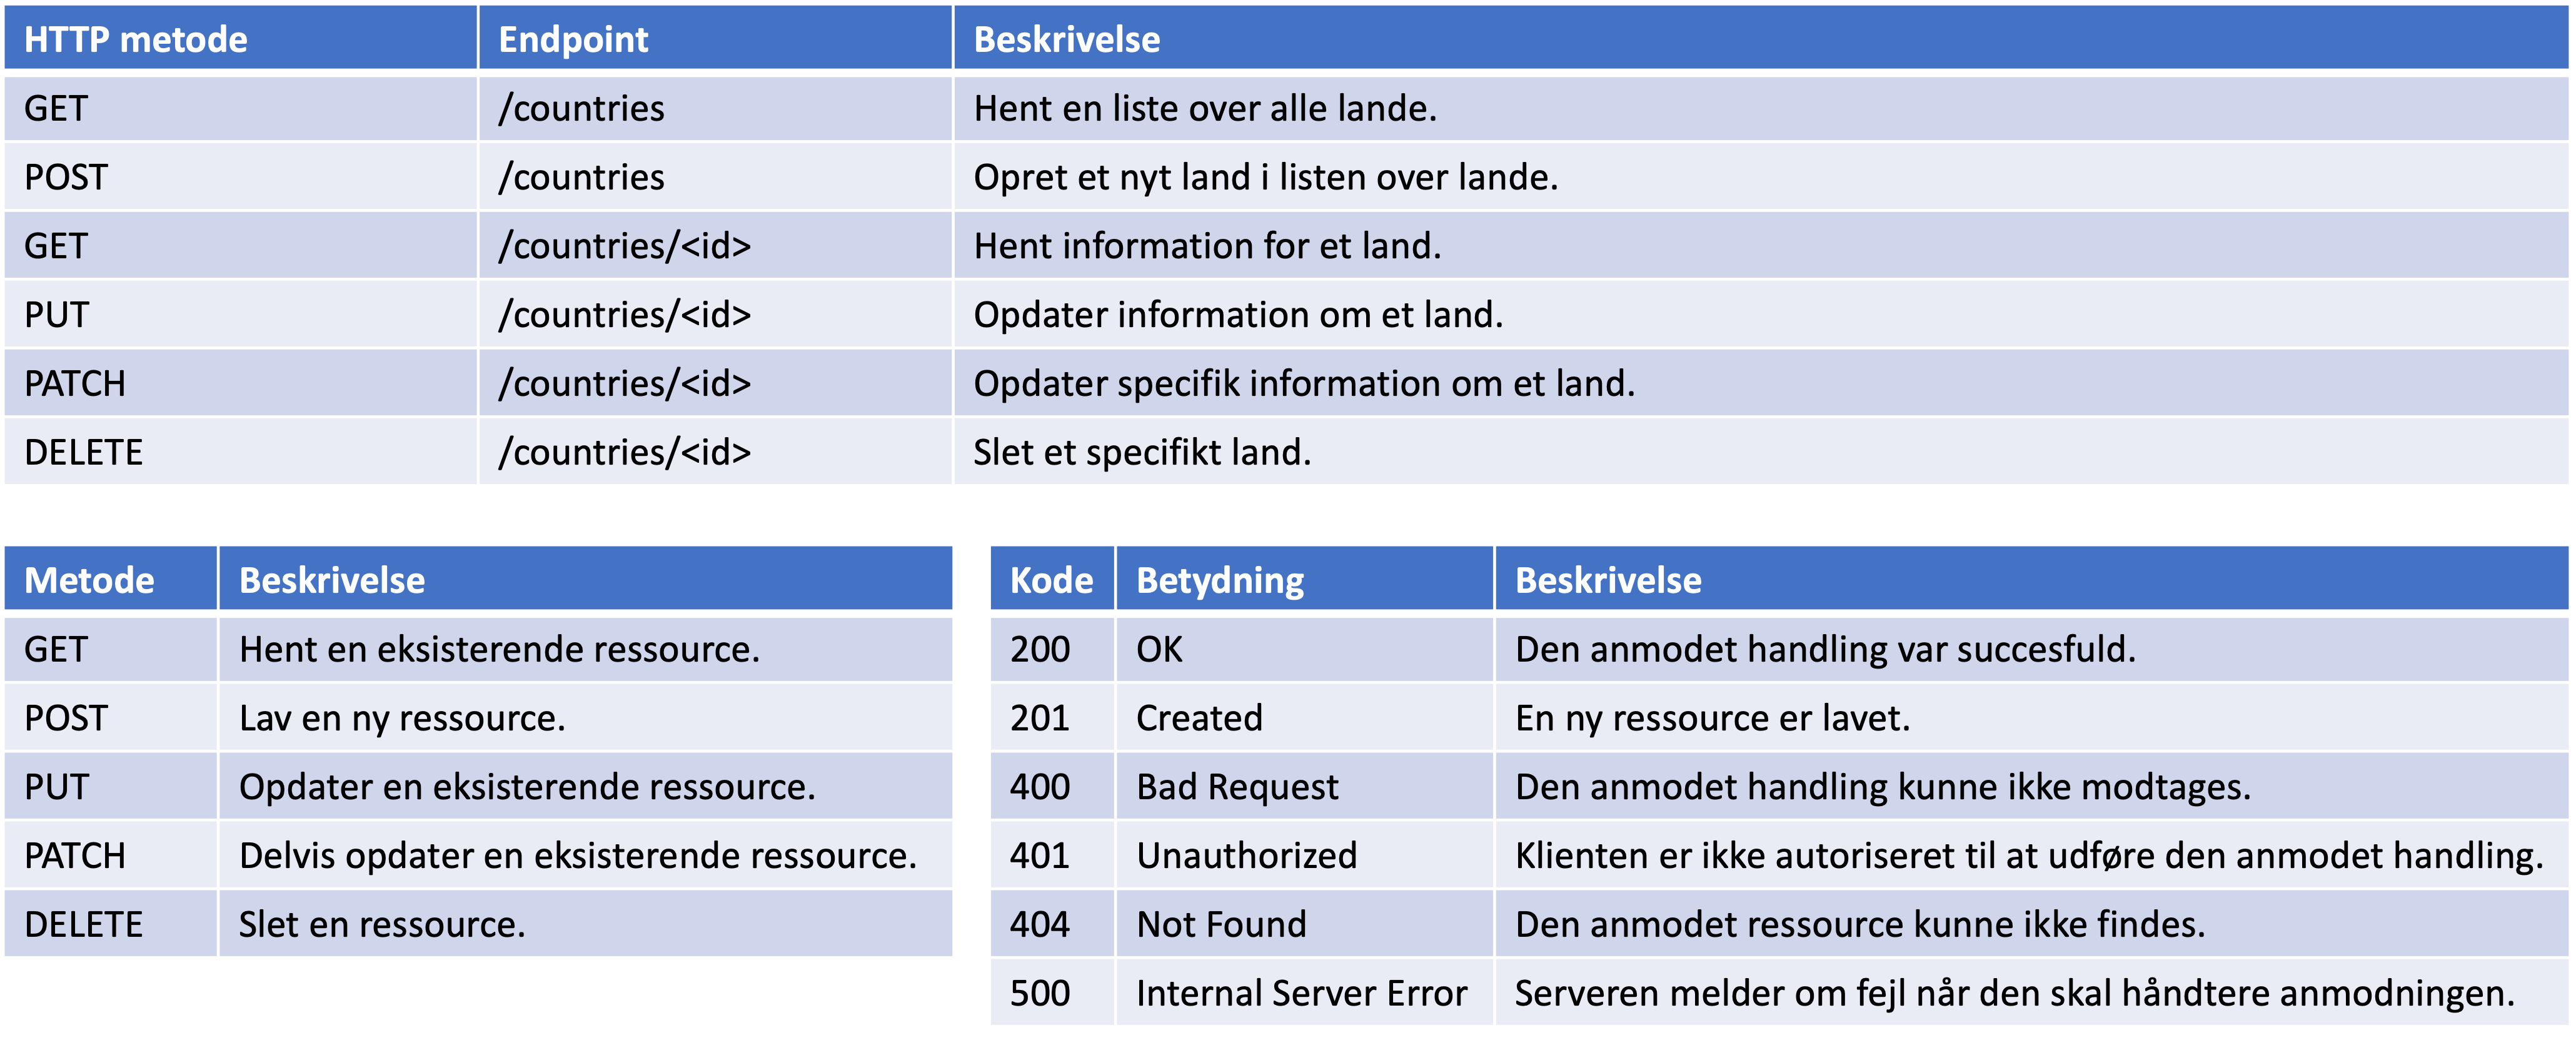 HTTP metode Endpoint Beskrivelse
GET /countries Hent en liste over alle lande.
POST /countries Opret et nyt land i listen over lande.
GET /countries/<id> Hent information for et land.
PUT /countries/<id> Opdater information om et land.
PATCH /countries/<id> Opdater specifik information om et land.
DELETE /countries/<id> Slet et specifikt land.
Metode Beskrivelse
GET Hent en eksisterende ressource.
POST Lav en ny ressource.
PUT Opdater en eksisterende ressource.
PATCH Delvis opdater en eksisterende ressource.
DELETE Slet en ressource.
Kode Betydning Beskrivelse
200 OK Den anmodet handling var succesfuld.
201 Created En ny ressource er lavet.
400 Bad Request Den anmodet handling kunne ikke modtages.
401 Unauthorized Klienten er ikke autoriseret til at udføre den anmodet handling.
404 Not Found Den anmodet ressource kunne ikke findes.
500 Internal Server Error Serveren melder om fejl når den skal håndtere anmodningen.